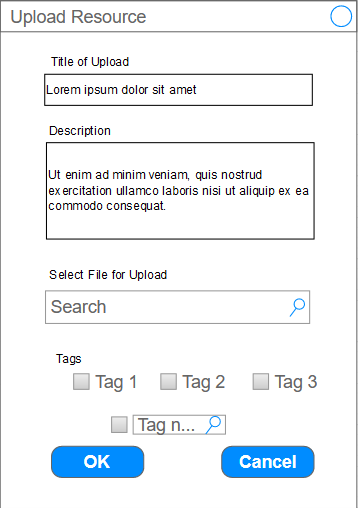 Upload Resource
Title of Upload
Lorem ipsum dolor sit amet
Description
Ut enim ad minim veniam, quis nostrud
exercitation ullamco laboris nisi ut aliquip ex ea
commodo consequat.
Select File for Upload
Search
Tags
Tag 1 Tag 2 Tag 3
Tag n...
OK Cancel